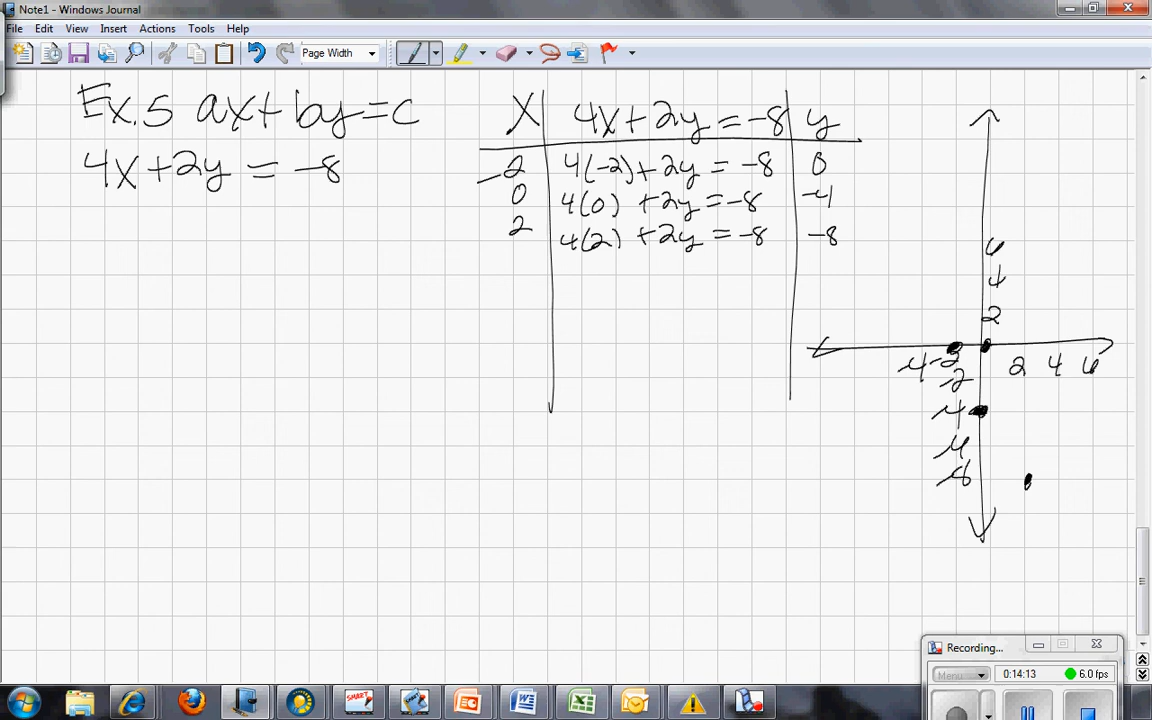 Note1 - Windows Journal
File Edit View Insert Actions Tools Help
Page Width
Ex.5 ax+by=c
4x+2y = -8
X 4x+2y = -8 y
-2 4(-2)+2y = -8 0
0 4(0) +2y = -8 -4
2 4(2) +2y = -8 -8
6
4
2
-4 -2 2 4 6
-2
-4
-8
Recording...
Menu
0:14:13 6.0 fps